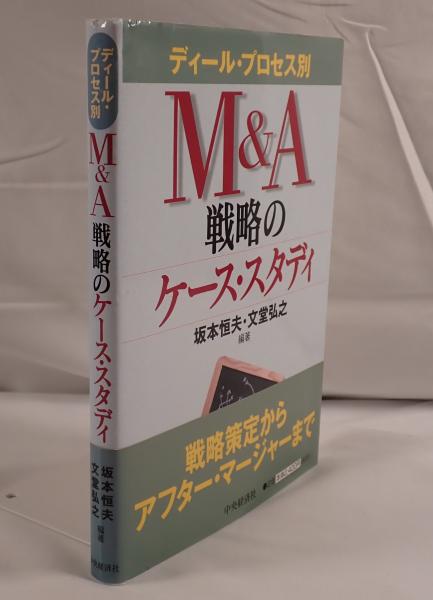 ディール・プロセス別
M&A
戦略の
ケース・スタディ
坂本恒夫・文堂弘之
編著
戦略策定から
アフター・マージャーまで
中央経済社
ディール・
プロセス別
M&A戦略のケース・スタディ
坂本恒夫
文堂弘之
編著
中央経済社